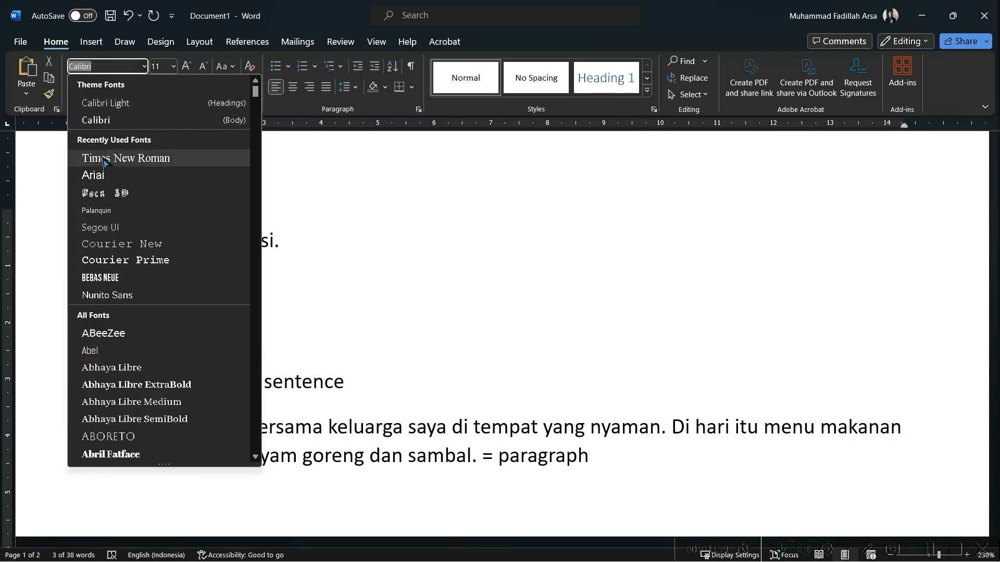 AutoSave Off Document1 - Word Search Muhammad Fadillah Arsa
File Home Insert Draw Design Layout References Mailings Review View Help Acrobat Comments Editing Share
Paste
Clipboard
Calibri 11 Aa
Paragraph
Normal No Spacing Heading 1
Styles
Find
Replace
Select
Editing
Create PDF and share link
Create PDF and share via Outlook
Request Signatures
Adobe Acrobat
Add-ins
Add-ins
Theme Fonts
Calibri Light (Headings)
Calibri (Body)
Recently Used Fonts
Times New Roman
Arial
Palanquin
Segoe UI
Courier New
Courier Prime
BEBAS NEUE
Nunito Sans
All Fonts
ABeeZee
Abel
Abhaya Libre
Abhaya Libre ExtraBold
Abhaya Libre Medium
Abhaya Libre SemiBold
ABORETO
Abril Fatface
3 4 5 6 7 8 9 10 11 12 13 14
1
2
3
4
5
si.
sentence
ersama keluarga saya di tempat yang nyaman. Di hari itu menu makanan
yam goreng dan sambal. = paragraph
Page 1 of 2 3 of 38 words English (Indonesia) Accessibility: Good to go Display Settings Focus 230%